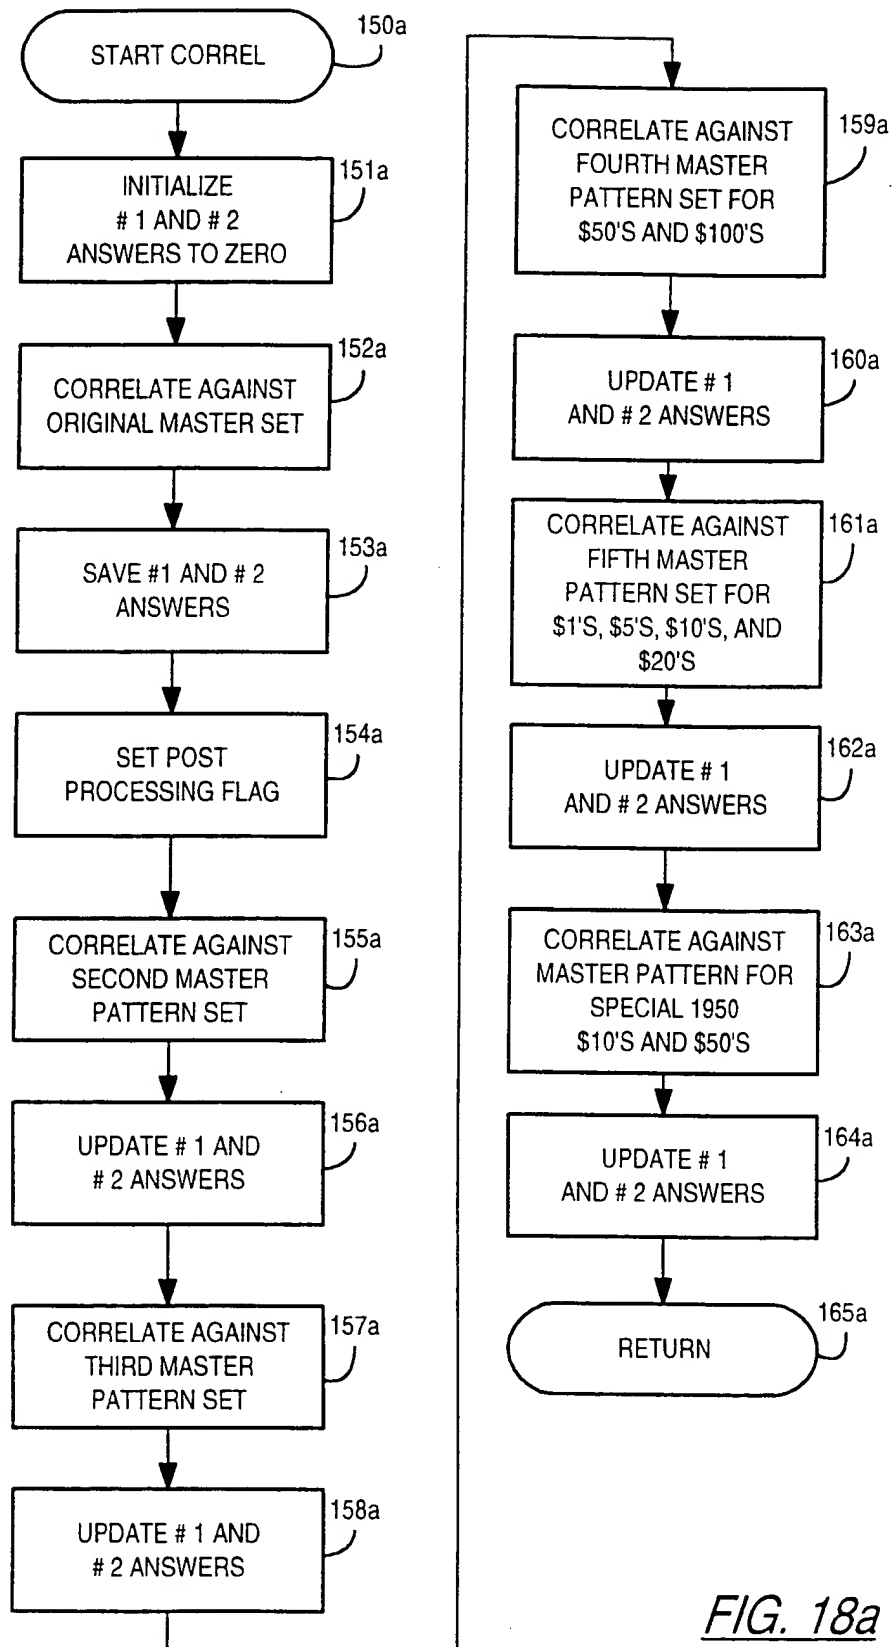 START CORREL
150a
INITIALIZE
# 1 AND # 2
ANSWERS TO ZERO
151a
CORRELATE AGAINST
ORIGINAL MASTER SET
152a
SAVE #1 AND # 2
ANSWERS
153a
SET POST
PROCESSING FLAG
154a
CORRELATE AGAINST
SECOND MASTER
PATTERN SET
155a
UPDATE # 1 AND
# 2 ANSWERS
156a
CORRELATE AGAINST
THIRD MASTER
PATTERN SET
157a
UPDATE # 1 AND
# 2 ANSWERS
158a
CORRELATE AGAINST
FOURTH MASTER
PATTERN SET FOR
$50'S AND $100'S
159a
UPDATE # 1
AND # 2 ANSWERS
160a
CORRELATE AGAINST
FIFTH MASTER
PATTERN SET FOR
$1'S, $5'S, $10'S, AND
$20'S
161a
UPDATE # 1
AND # 2 ANSWERS
162a
CORRELATE AGAINST
MASTER PATTERN FOR
SPECIAL 1950
$10'S AND $50'S
163a
UPDATE # 1
AND # 2 ANSWERS
164a
RETURN
165a
FIG. 18a